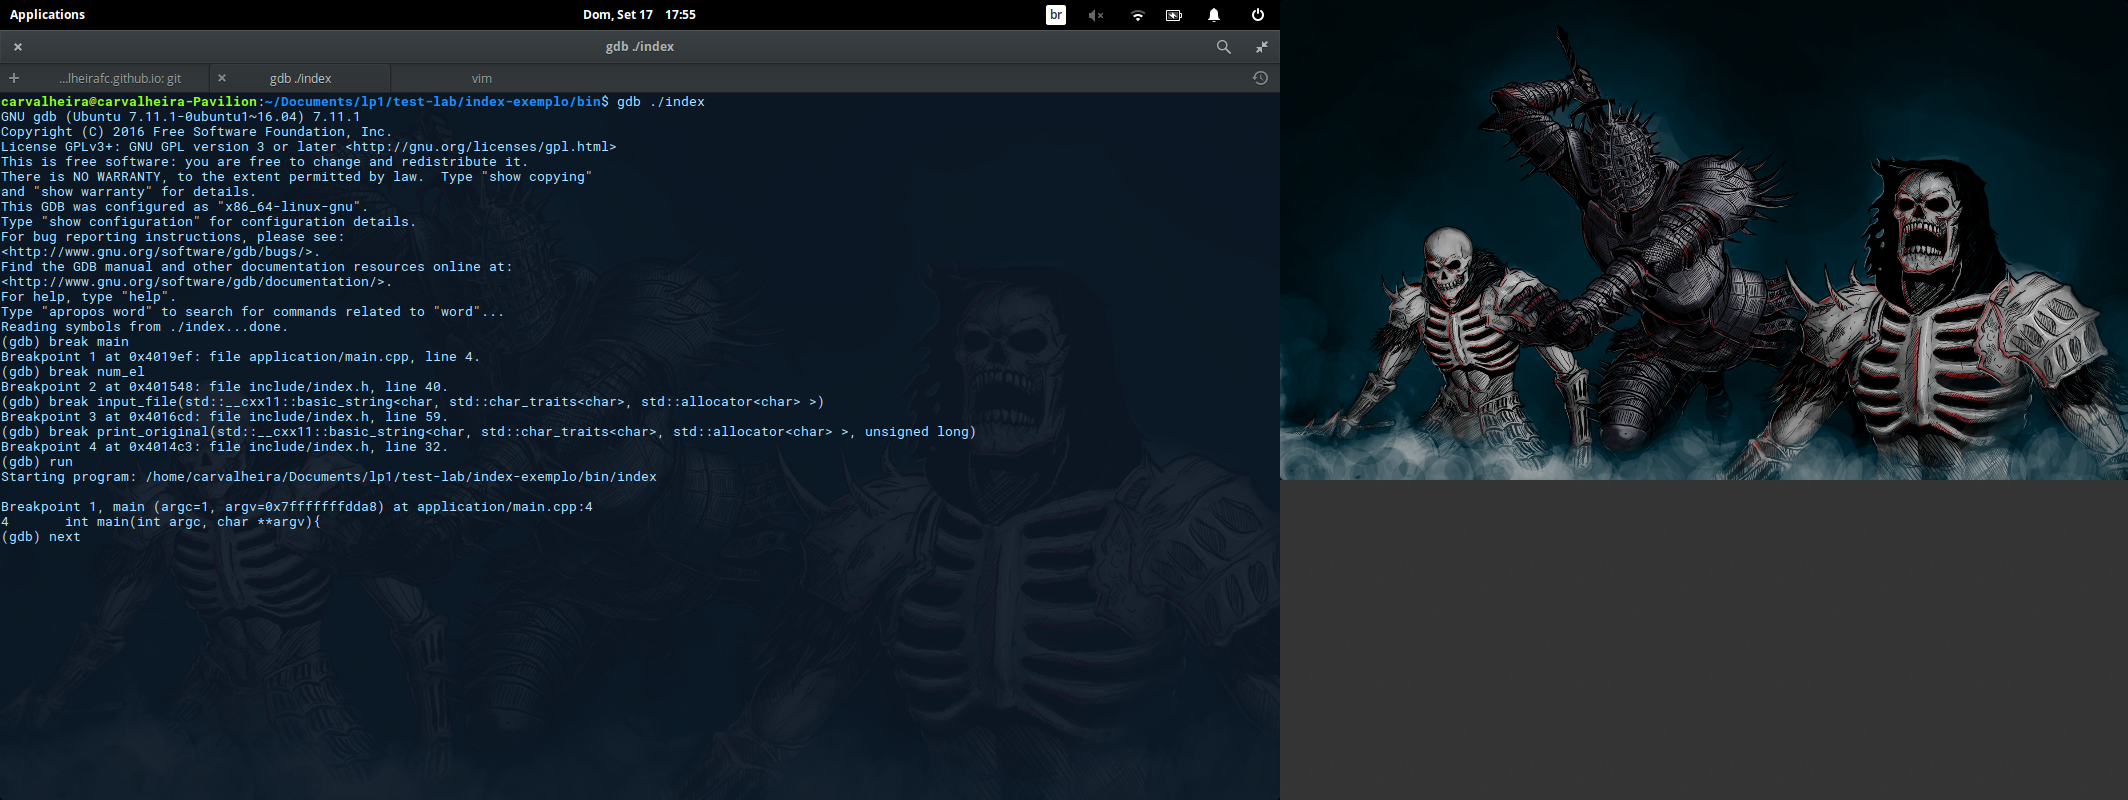 Applications Dom, Set 17 17:55 br
gdb ./index
...lheirafc.github.io: git gdb ./index vim
carvalheira@carvalheira-Pavilion:~/Documents/lp1/test-lab/index-exemplo/bin$ gdb ./index
GNU gdb (Ubuntu 7.11.1-0ubuntu1~16.04) 7.11.1
Copyright (C) 2016 Free Software Foundation, Inc.
License GPLv3+: GNU GPL version 3 or later <http://gnu.org/licenses/gpl.html>
This is free software: you are free to change and redistribute it.
There is NO WARRANTY, to the extent permitted by law.  Type "show copying"
and "show warranty" for details.
This GDB was configured as "x86_64-linux-gnu".
Type "show configuration" for configuration details.
For bug reporting instructions, please see:
<http://www.gnu.org/software/gdb/bugs/>.
Find the GDB manual and other documentation resources online at:
<http://www.gnu.org/software/gdb/documentation/>.
For help, type "help".
Type "apropos word" to search for commands related to "word"...
Reading symbols from ./index...done.
(gdb) break main
Breakpoint 1 at 0x4019ef: file application/main.cpp, line 4.
(gdb) break num_el
Breakpoint 2 at 0x401548: file include/index.h, line 40.
(gdb) break input_file(std::__cxx11::basic_string<char, std::char_traits<char>, std::allocator<char> >)
Breakpoint 3 at 0x4016cd: file include/index.h, line 59.
(gdb) break print_original(std::__cxx11::basic_string<char, std::char_traits<char>, std::allocator<char> >, unsigned long)
Breakpoint 4 at 0x4014c3: file include/index.h, line 32.
(gdb) run
Starting program: /home/carvalheira/Documents/lp1/test-lab/index-exemplo/bin/index
Breakpoint 1, main (argc=1, argv=0x7fffffffdda8) at application/main.cpp:4
4       int main(int argc, char **argv){
(gdb) next